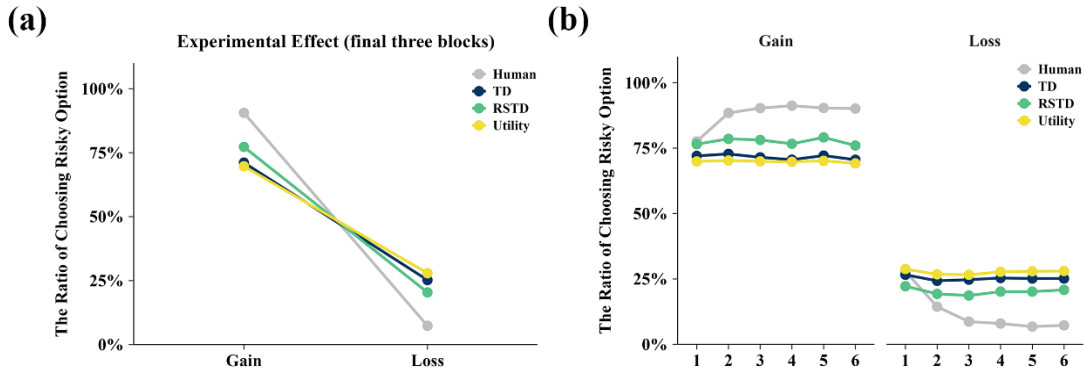 (a)
Experimental Effect (final three blocks)
The Ratio of Choosing Risky Option
100%
75%
50%
25%
0%
Human
TD
RSTD
Utility
Gain
Loss
(b)
Gain
Loss
The Ratio of Choosing Risky Option
100%
75%
50%
25%
0%
Human
TD
RSTD
Utility
1 2 3 4 5 6
1 2 3 4 5 6